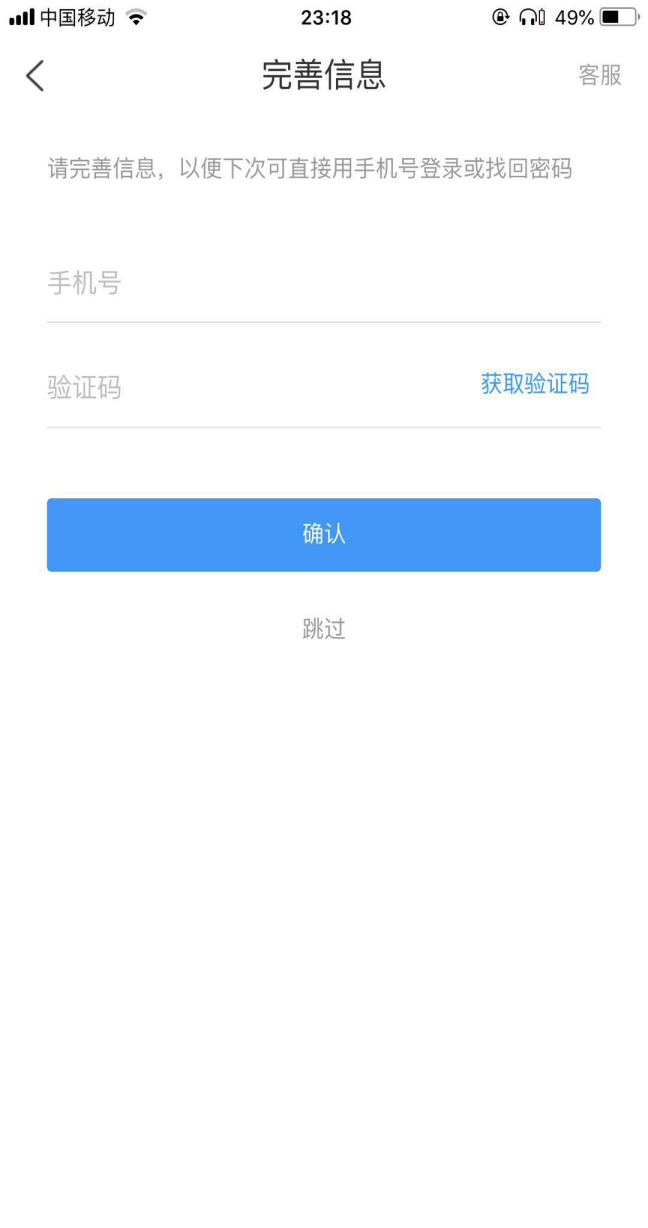 中国移动 23:18 49%
完善信息 客服
请完善信息，以便下次可直接用手机号登录或找回密码
手机号
验证码 获取验证码
确认
跳过